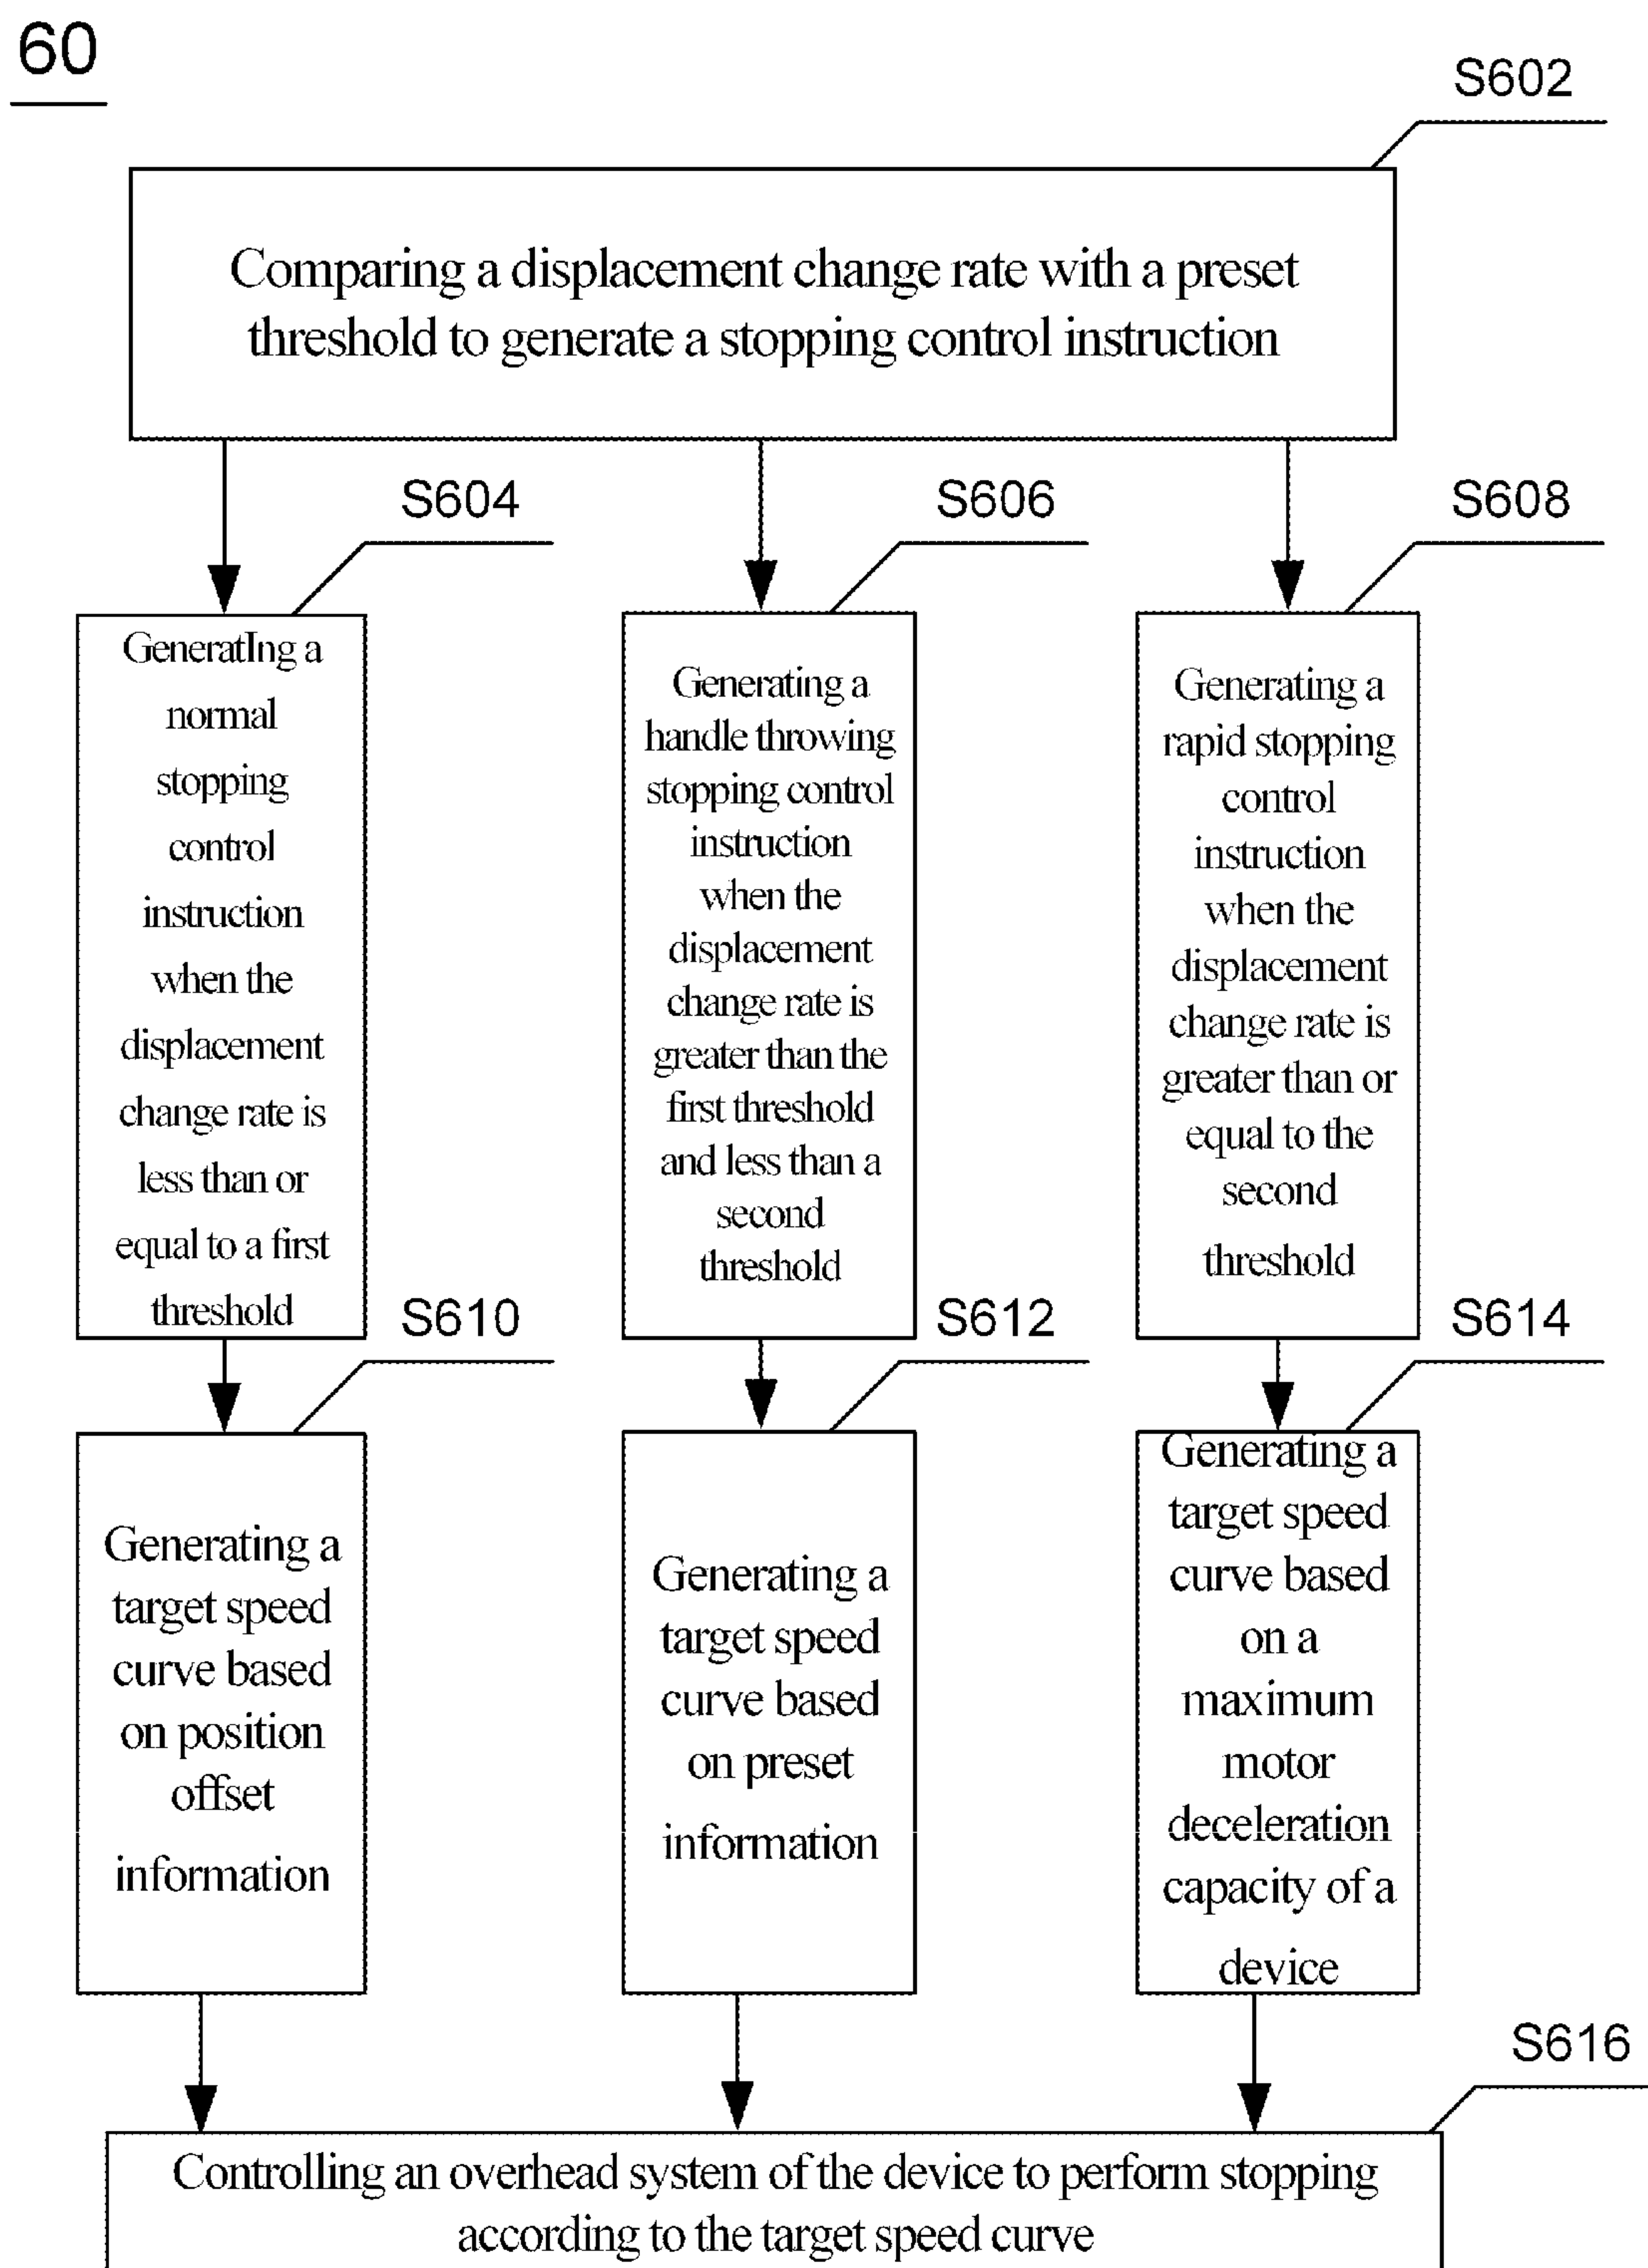 60
S602
Comparing a displacement change rate with a preset
threshold to generate a stopping control instruction
S604
GeneratIng a
normal
stopping
control
instruction
when the
displacement
change rate is
less than or
equal to a first
threshold
S606
Generating a
handle throwing
stopping control
instruction
when the
displacement
change rate is
greater than the
first threshold
and less than a
second
threshold
S608
Generating a
rapid stopping
control
instruction
when the
displacement
change rate is
greater than or
equal to the
second
threshold
S610
Generating a
target speed
curve based
on position
offset
information
S612
Generating a
target speed
curve based
on preset
information
S614
Generating a
target speed
curve based
on a
maximum
motor
deceleration
capacity of a
device
S616
Controlling an overhead system of the device to perform stopping
according to the target speed curve